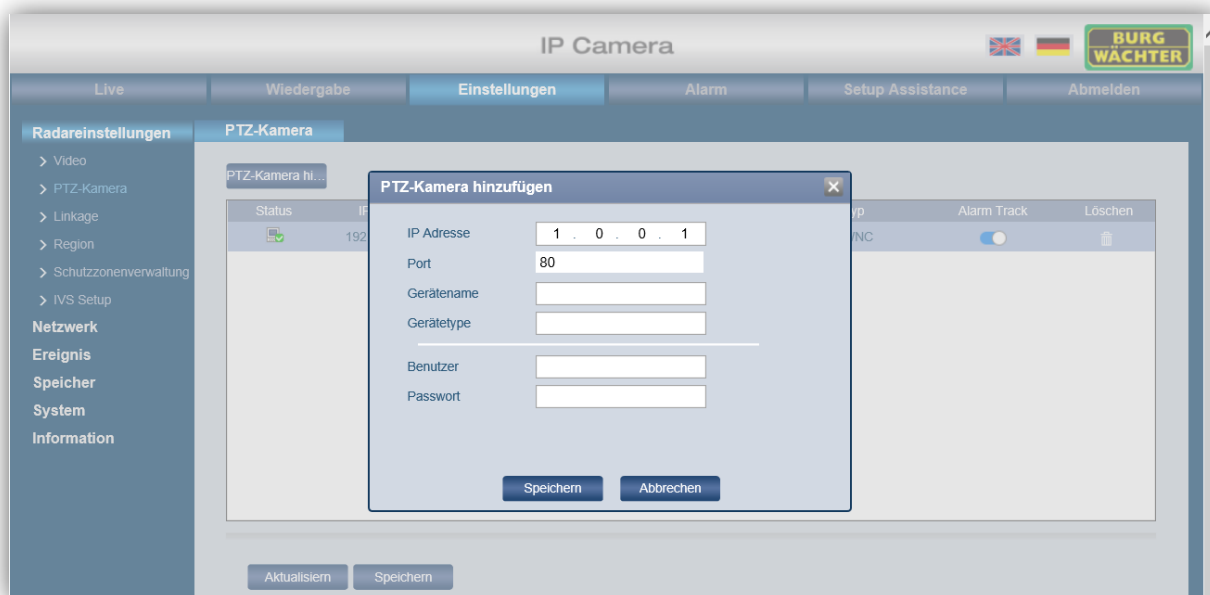 IP Camera
BURG
WÄCHTER
Live Wiedergabe Einstellungen Alarm Setup Assistance Abmelden
Radareinstellungen
> Video
> PTZ-Kamera
> Linkage
> Region
> Schutzzonenverwaltung
> IVS Setup
Netzwerk
Ereignis
Speicher
System
Information
PTZ-Kamera
PTZ-Kamera hi...
Status Alarm Track Löschen
192
PTZ-Kamera hinzufügen
IP Adresse 1 . 0 . 0 . 1
Port 80
Gerätename
Gerätetype
Benutzer
Passwort
Speichern Abbrechen
Aktualisiern Speichern